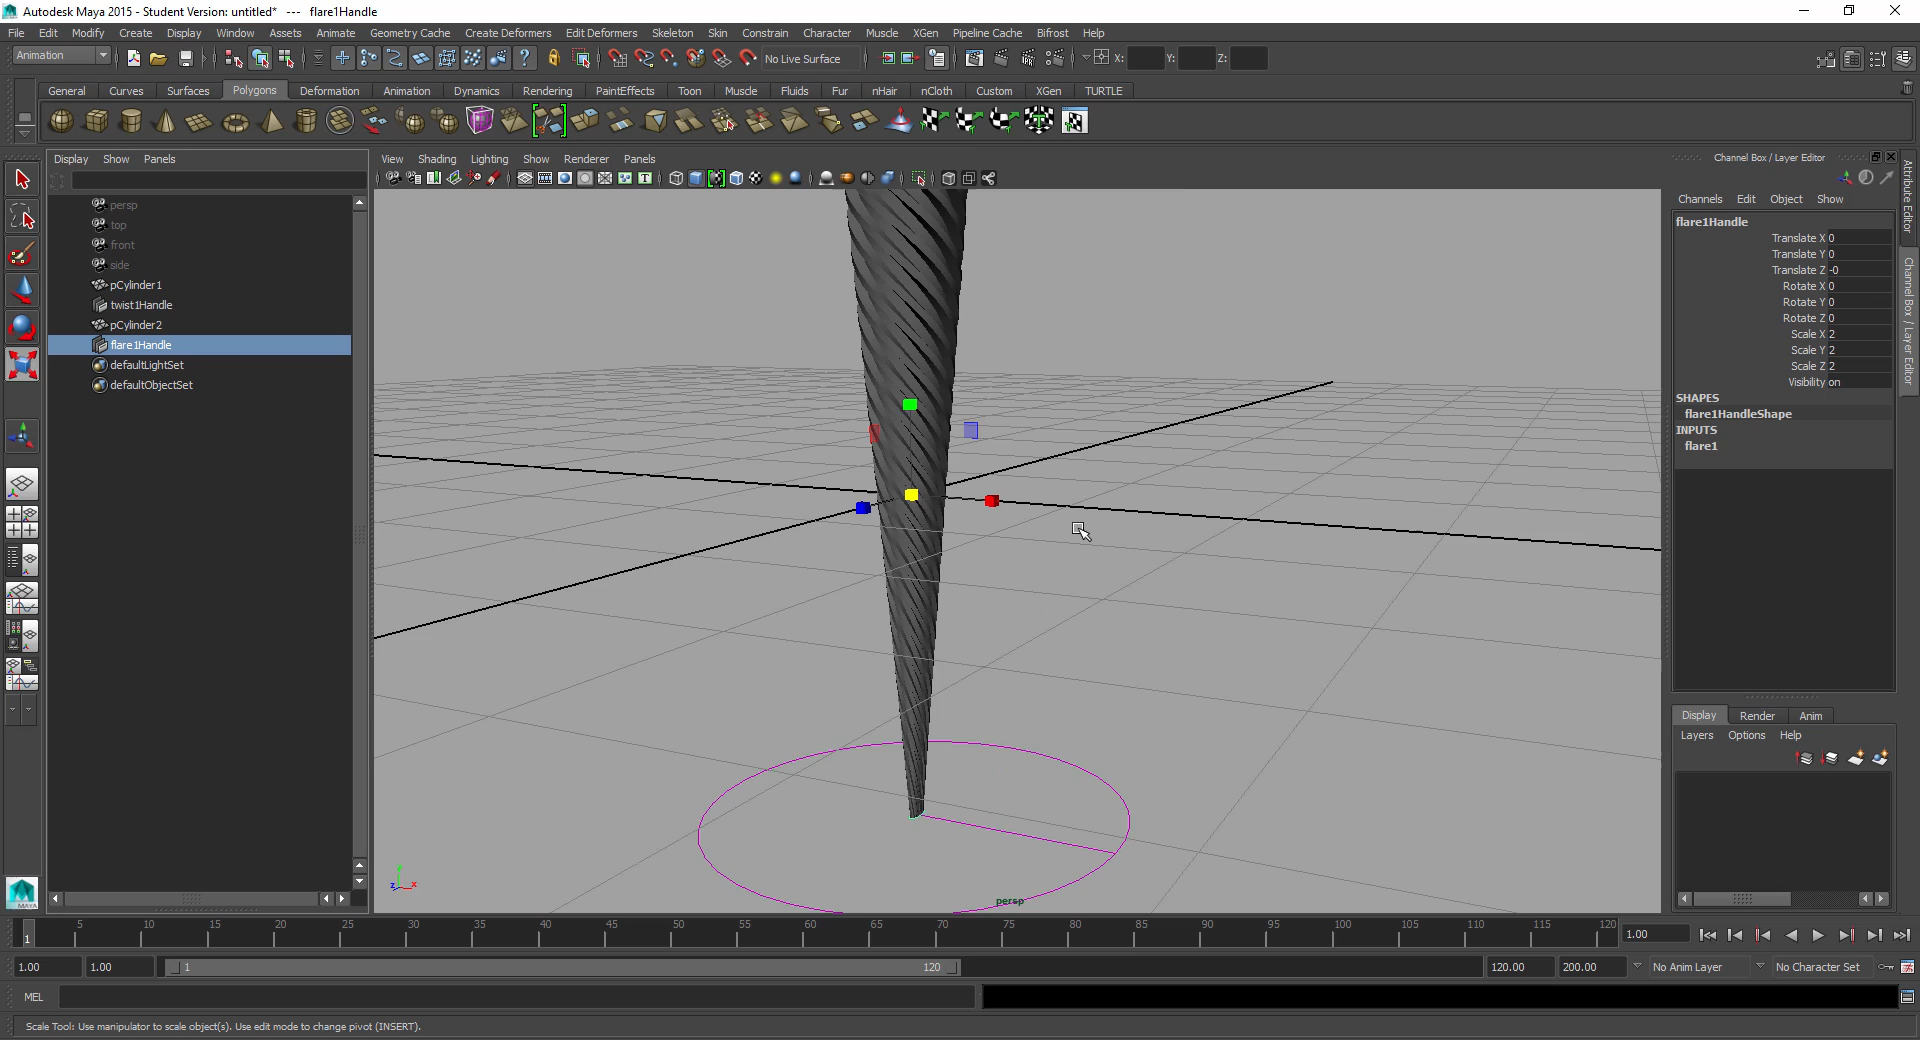 Autodesk Maya 2015 - Student Version: untitled*   ---   flare1Handle
File Edit Modify Create Display Window Assets Animate Geometry Cache Create Deformers Edit Deformers Skeleton Skin Constrain Character Muscle XGen Pipeline Cache Bifrost Help
Animation No Live Surface X: Y: Z:
General Curves Surfaces Polygons Deformation Animation Dynamics Rendering PaintEffects Toon Muscle Fluids Fur nHair nCloth Custom XGen TURTLE
Display Show Panels
persp
top
front
side
pCylinder1
twist1Handle
pCylinder2
flare1Handle
defaultLightSet
defaultObjectSet
View Shading Lighting Show Renderer Panels
persp
Channel Box / Layer Editor
Channels Edit Object Show
flare1Handle
Translate X 0
Translate Y 0
Translate Z -0
Rotate X 0
Rotate Y 0
Rotate Z 0
Scale X 2
Scale Y 2
Scale Z 2
Visibility on
SHAPES
flare1HandleShape
INPUTS
flare1
Attribute Editor
Channel Box / Layer Editor
Display Render Anim
Layers Options Help
1 5 10 15 20 25 30 35 40 45 50 55 60 65 70 75 80 85 90 95 100 105 110 115 120 1.00
1.00 1.00 1 120 120.00 200.00 No Anim Layer No Character Set
MEL
Scale Tool: Use manipulator to scale object(s). Use edit mode to change pivot (INSERT).